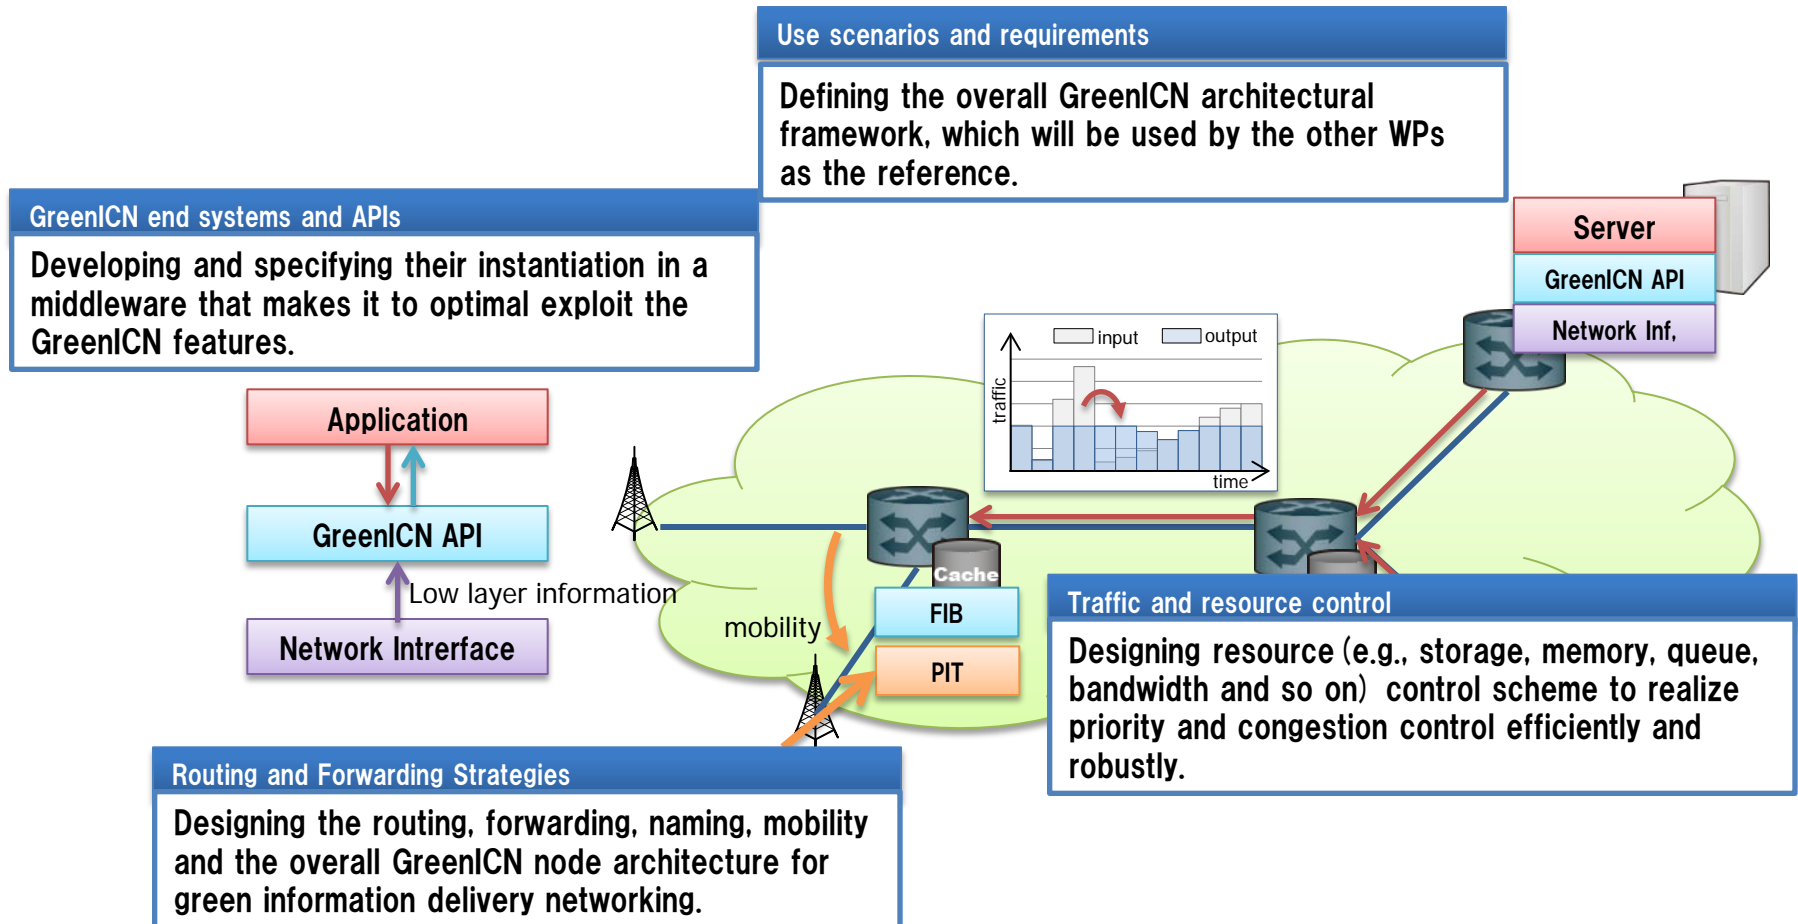 Use scenarios and requirements
Defining the overall GreenICN architectural
framework, which will be used by the other WPs
as the reference.
GreenICN end systems and APIs
Developing and specifying their instantiation in a
middleware that makes it to optimal exploit the
GreenICN features.
Server
GreenICN API
Network Inf,
input
output
traffic
time
Application
GreenICN API
Low layer information
Network Intrerface
Cache
FIB
PIT
mobility
Traffic and resource control
Designing resource (e.g., storage, memory, queue,
bandwidth and so on) control scheme to realize
priority and congestion control efficiently and
robustly.
Routing and Forwarding Strategies
Designing the routing, forwarding, naming, mobility
and the overall GreenICN node architecture for
green information delivery networking.